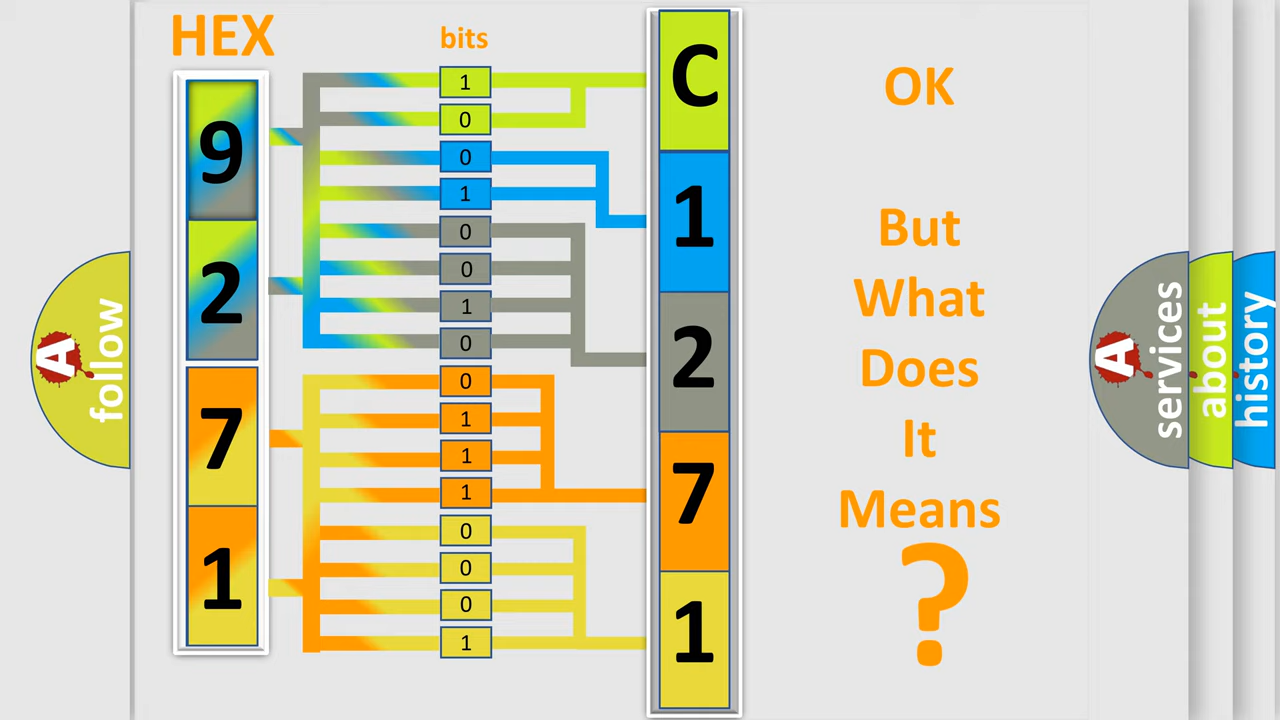 HEX
bits
9
2
7
1
1
0
0
1
0
0
1
0
0
1
1
1
0
0
0
1
C
1
2
7
1
OK
But
What
Does
It
Means
?
A
follow
A
services
about
history